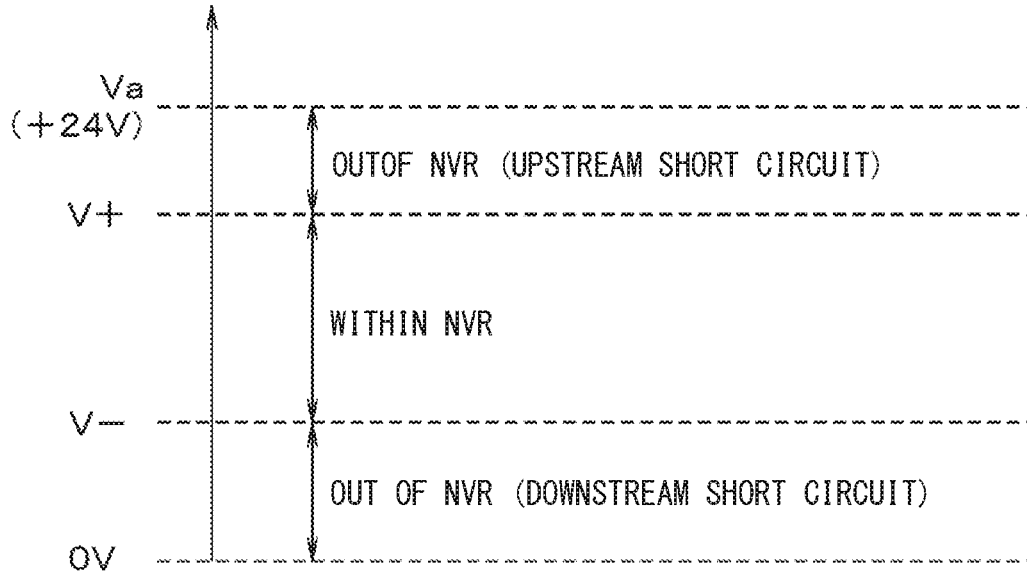 Va
(+24V)
OUTOF NVR (UPSTREAM SHORT CIRCUIT)
V+
WITHIN NVR
V−
OUT OF NVR (DOWNSTREAM SHORT CIRCUIT)
0V